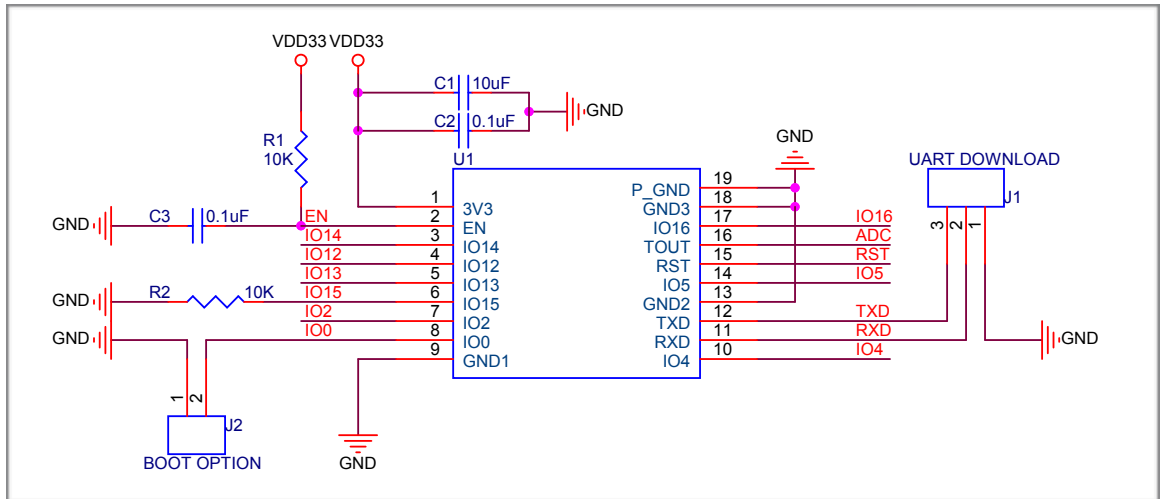 VDD33 VDD33
C1 10uF
GND
C2 0.1uF
R1
10K
U1
GND
UART DOWNLOAD
J1
3 2 1
GND C3 0.1uF
EN
IO14
IO12
IO13
GND R2 10K IO15
IO2
GND IO0
1 3V3
2 EN
3 IO14
4 IO12
5 IO13
6 IO15
7 IO2
8 IO0
9 GND1
P_GND 19
GND3 18
IO16 17 IO16
TOUT 16 ADC
RST 15 RST
IO5 14 IO5
GND2 13
TXD 12 TXD
RXD 11 RXD
IO4 10 IO4
GND
1 2
J2
BOOT OPTION
GND